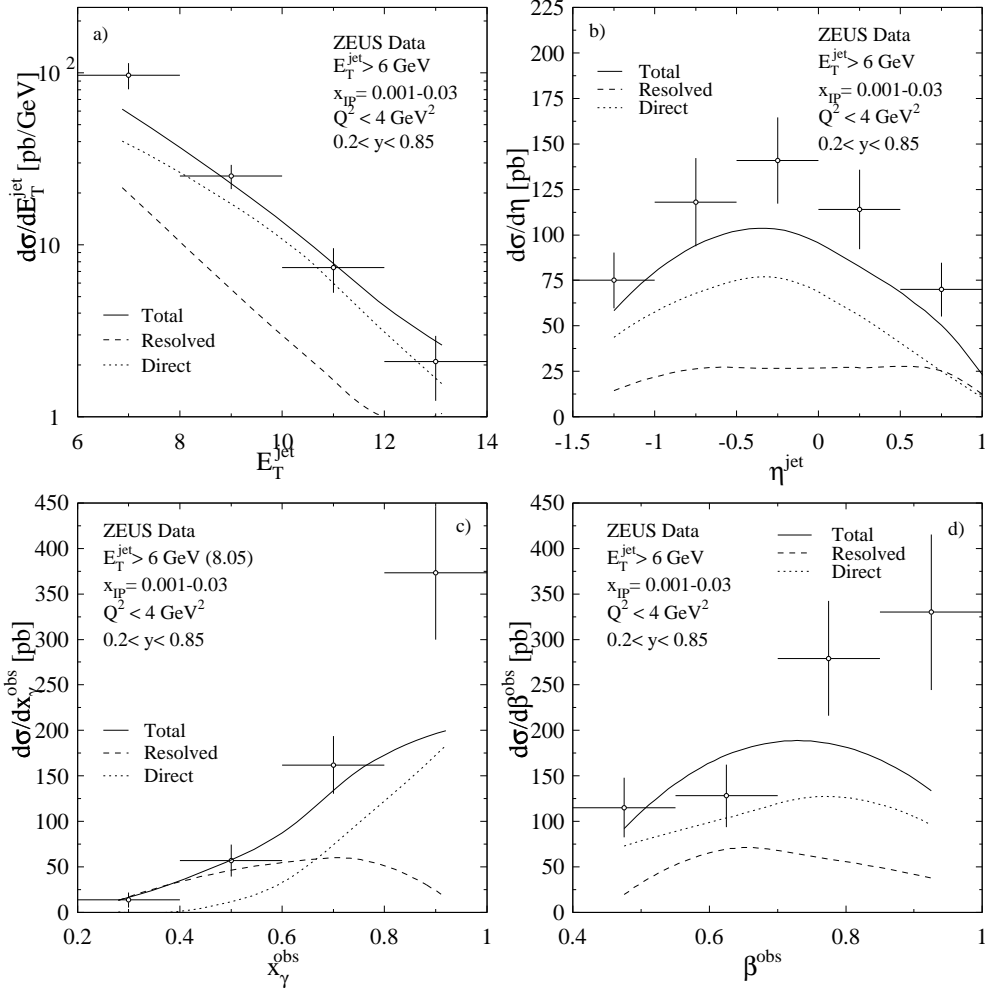 a)
ZEUS Data
E_T^jet > 6 GeV
x_IP = 0.001-0.03
Q^2 < 4 GeV^2
0.2< y< 0.85
Total
Resolved
Direct
10^2
10
1
dσ/dE_T^jet [pb/GeV]
6 8 10 12 14
E_T^jet
b)
ZEUS Data
E_T^jet > 6 GeV
x_IP = 0.001-0.03
Q^2 < 4 GeV^2
0.2< y< 0.85
Total
Resolved
Direct
225
200
175
150
125
100
75
50
25
0
dσ/dη [pb]
-1.5 -1 -0.5 0 0.5 1
η^jet
c)
ZEUS Data
E_T^jet > 6 GeV (8.05)
x_IP = 0.001-0.03
Q^2 < 4 GeV^2
0.2< y< 0.85
Total
Resolved
Direct
450
400
350
300
250
200
150
100
50
0
dσ/dx_γ^obs [pb]
0.2 0.4 0.6 0.8 1
x_γ^obs
d)
ZEUS Data
E_T^jet > 6 GeV
x_IP = 0.001-0.03
Q^2 < 4 GeV^2
0.2< y< 0.85
Total
Resolved
Direct
450
400
350
300
250
200
150
100
50
0
dσ/dβ^obs [pb]
0.4 0.6 0.8 1
β^obs